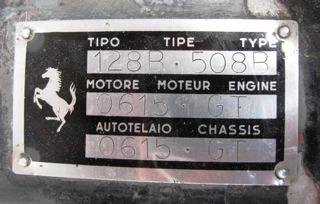 TIPO TIPE TYPE
128B · 508B
MOTORE MOTEUR ENGINE
0615 · GT
AUTOTELAIO CHASSIS
0615 · GT